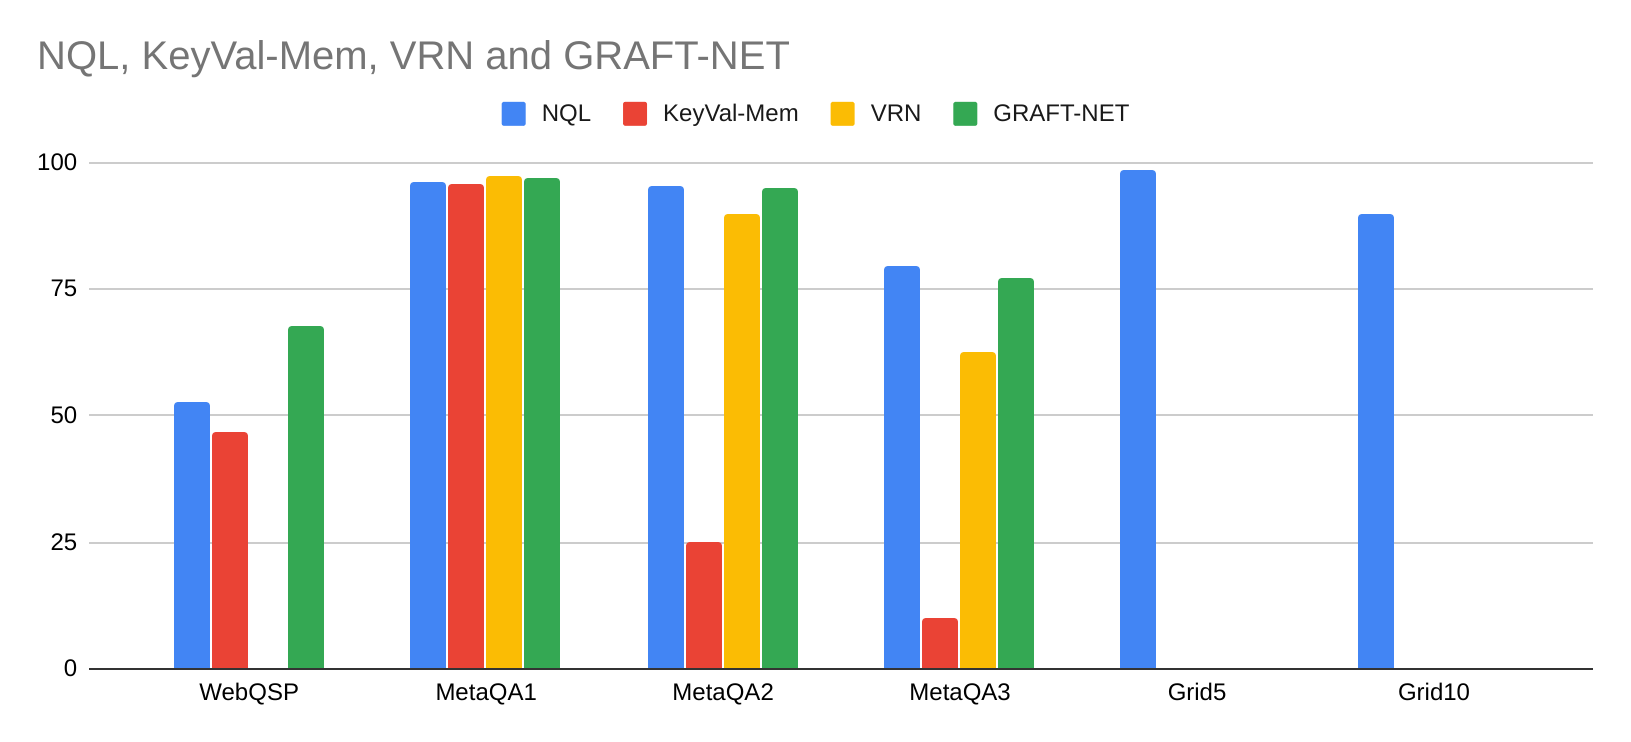 NQL, KeyVal-Mem, VRN and GRAFT-NET
NQL KeyVal-Mem VRN GRAFT-NET
100
75
50
25
0
WebQSP MetaQA1 MetaQA2 MetaQA3 Grid5 Grid10